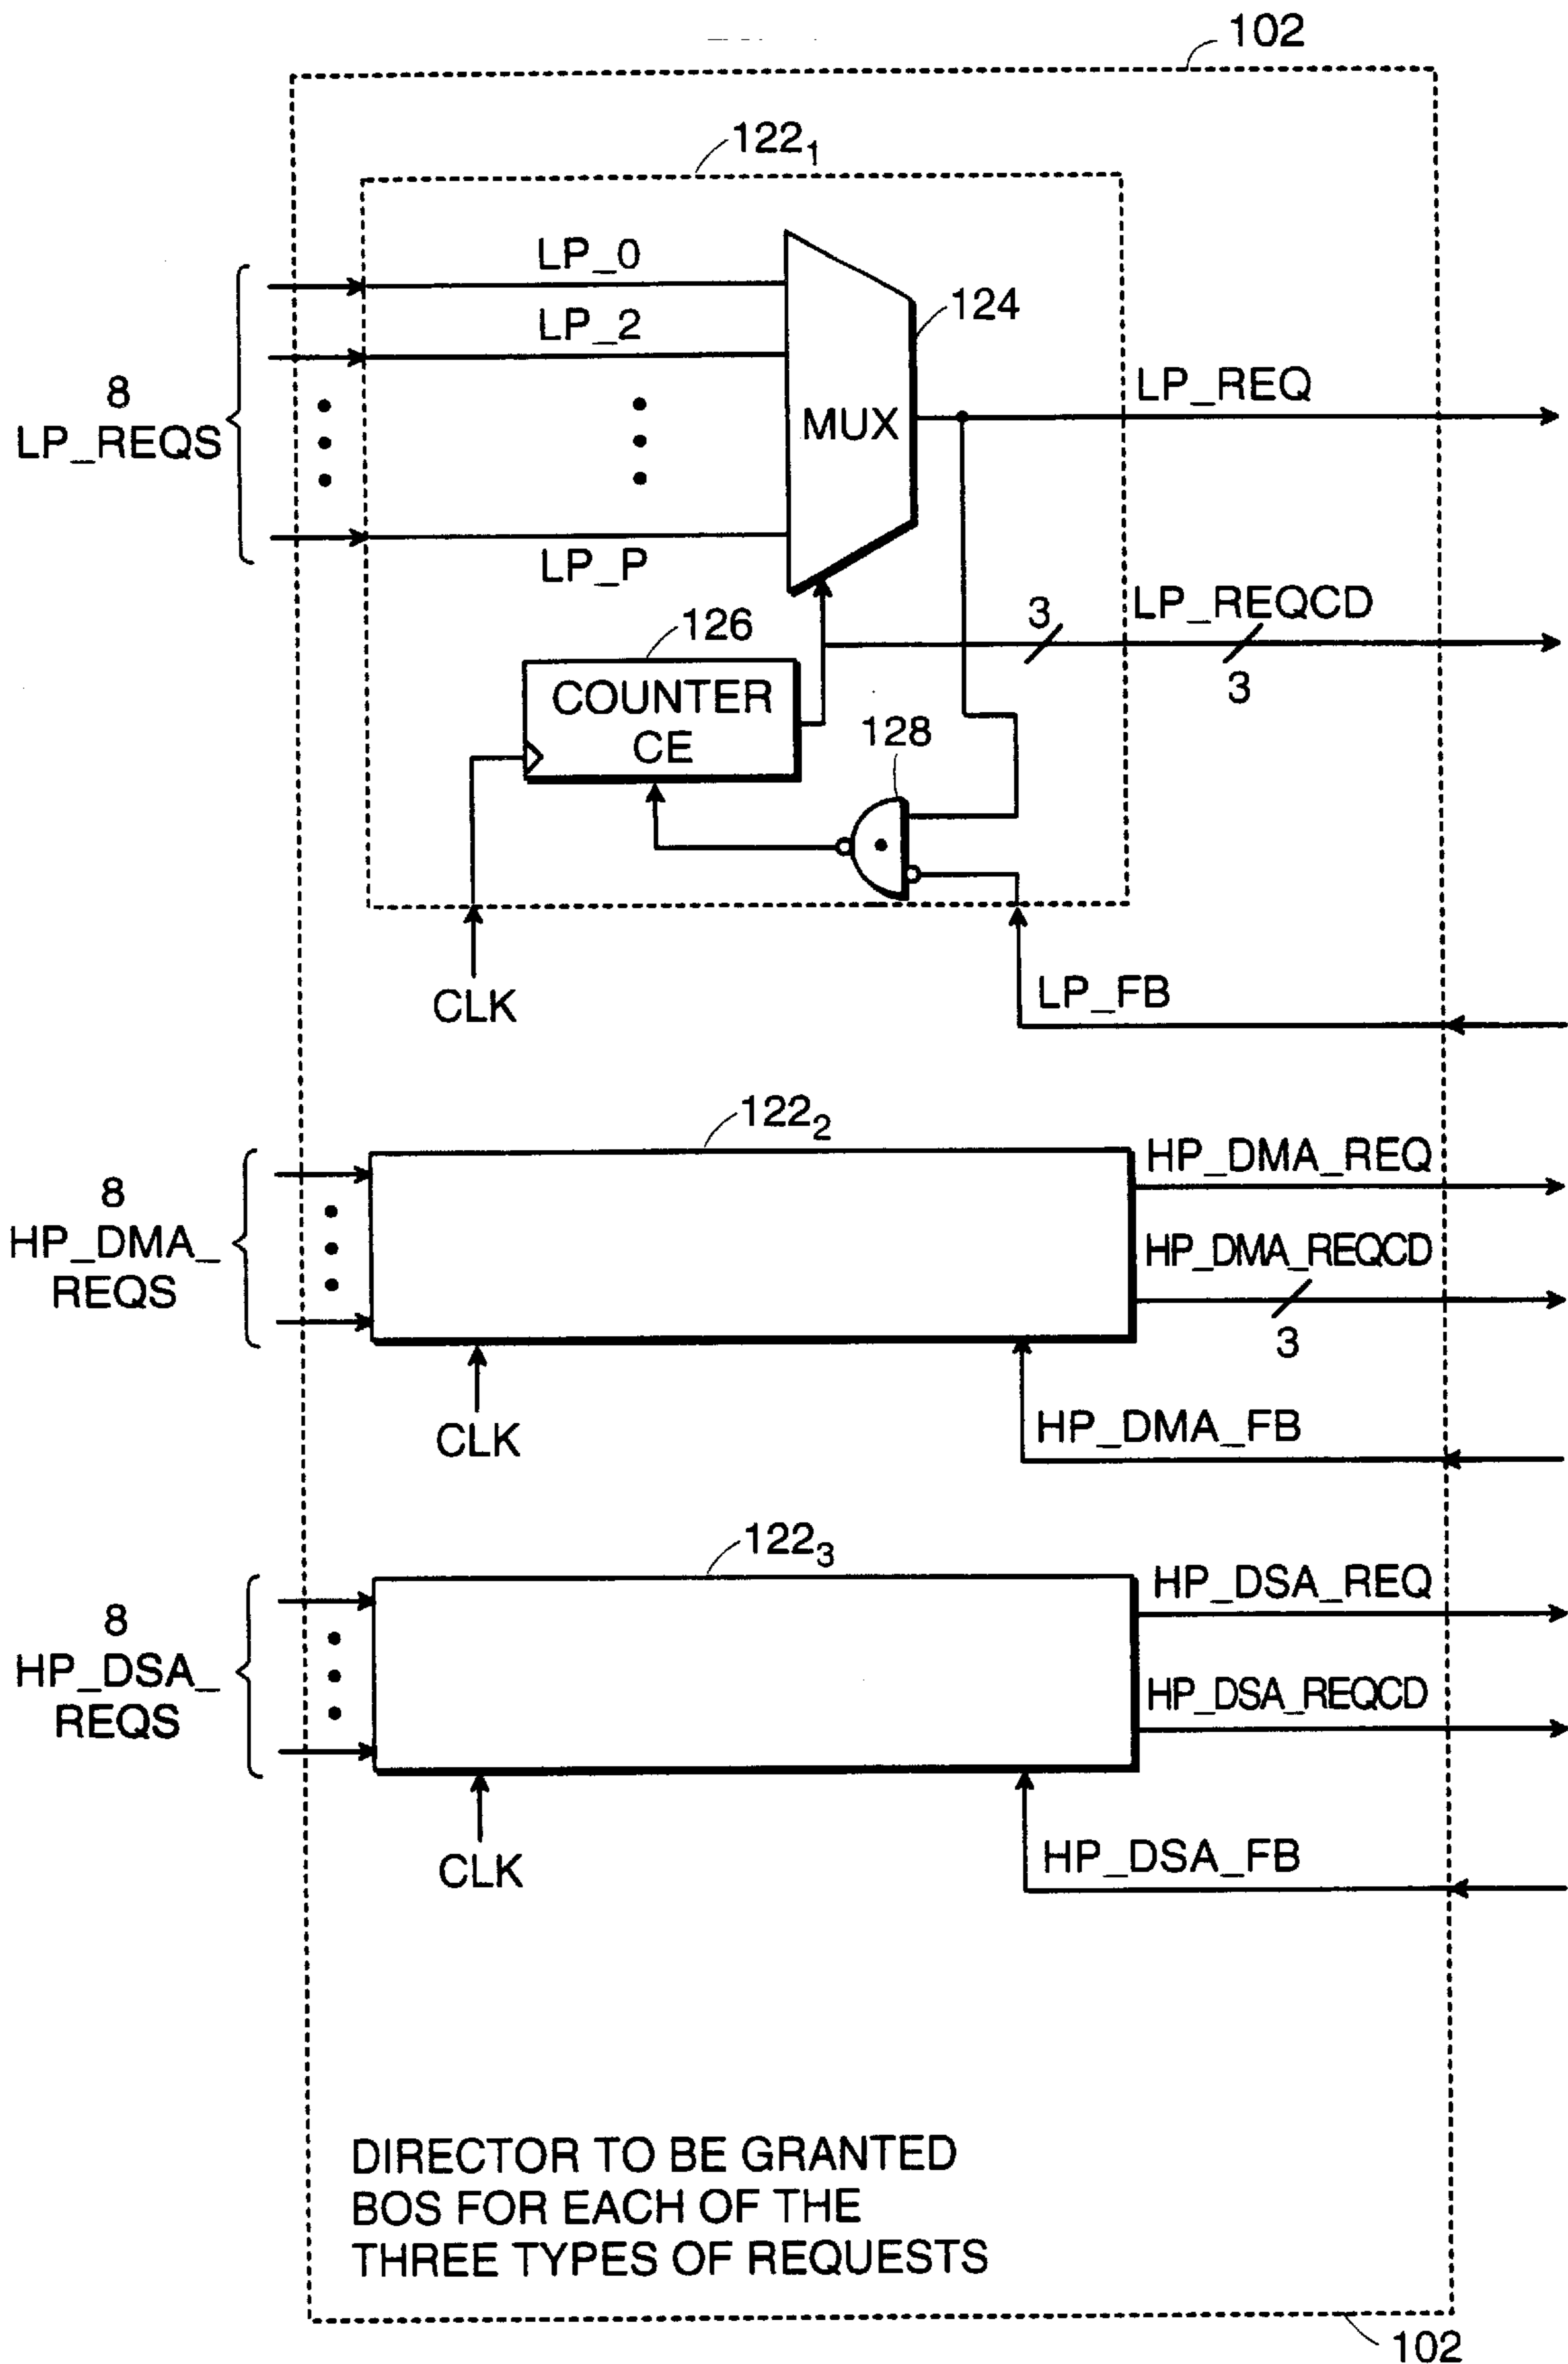 102
122₁
LP_0
LP_2
124
8
LP_REQS
MUX
LP_REQ
LP_P
3
LP_REQCD
3
126
COUNTER
CE
128
CLK
LP_FB
122₂
8
HP_DMA_
REQS
HP_DMA_REQ
HP_DMA_REQCD
3
CLK
HP_DMA_FB
122₃
8
HP_DSA_
REQS
HP_DSA_REQ
HP_DSA_REQCD
CLK
HP_DSA_FB
DIRECTOR TO BE GRANTED
BOS FOR EACH OF THE
THREE TYPES OF REQUESTS
102